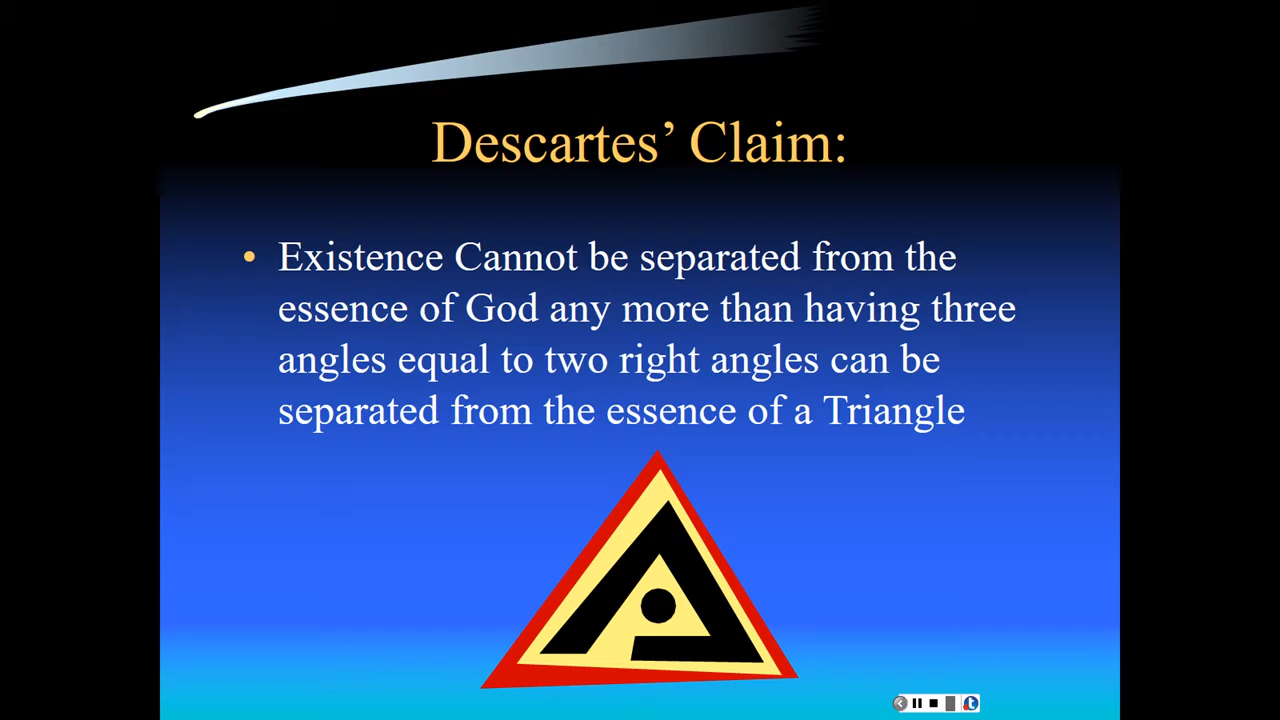 Descartes’ Claim:
• Existence Cannot be separated from the
essence of God any more than having three
angles equal to two right angles can be
separated from the essence of a Triangle